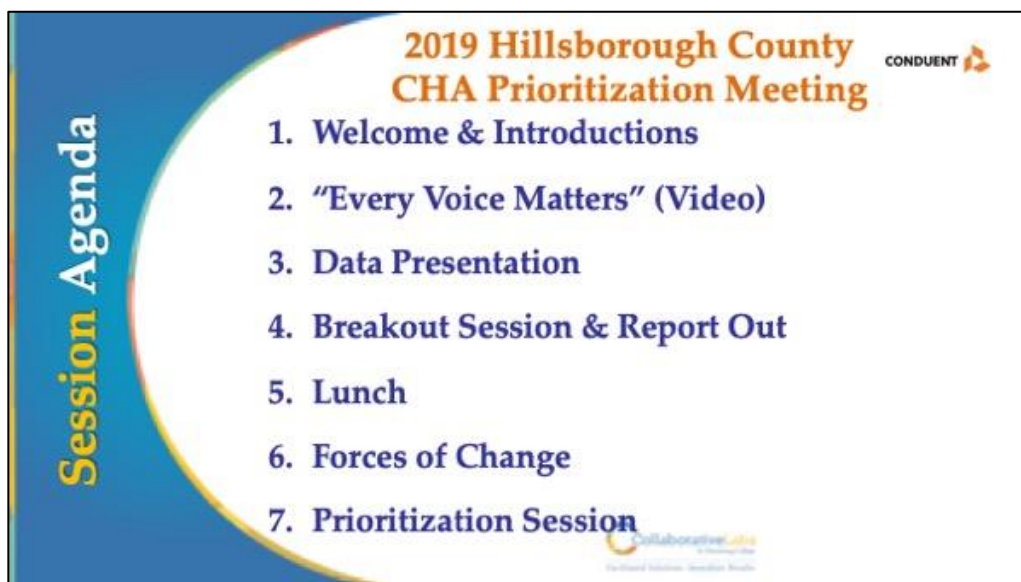 2019 Hillsborough County
CHA Prioritization Meeting
CONDUENT
Session Agenda
1. Welcome & Introductions
2. “Every Voice Matters” (Video)
3. Data Presentation
4. Breakout Session & Report Out
5. Lunch
6. Forces of Change
7. Prioritization Session
CollaborativeLabs